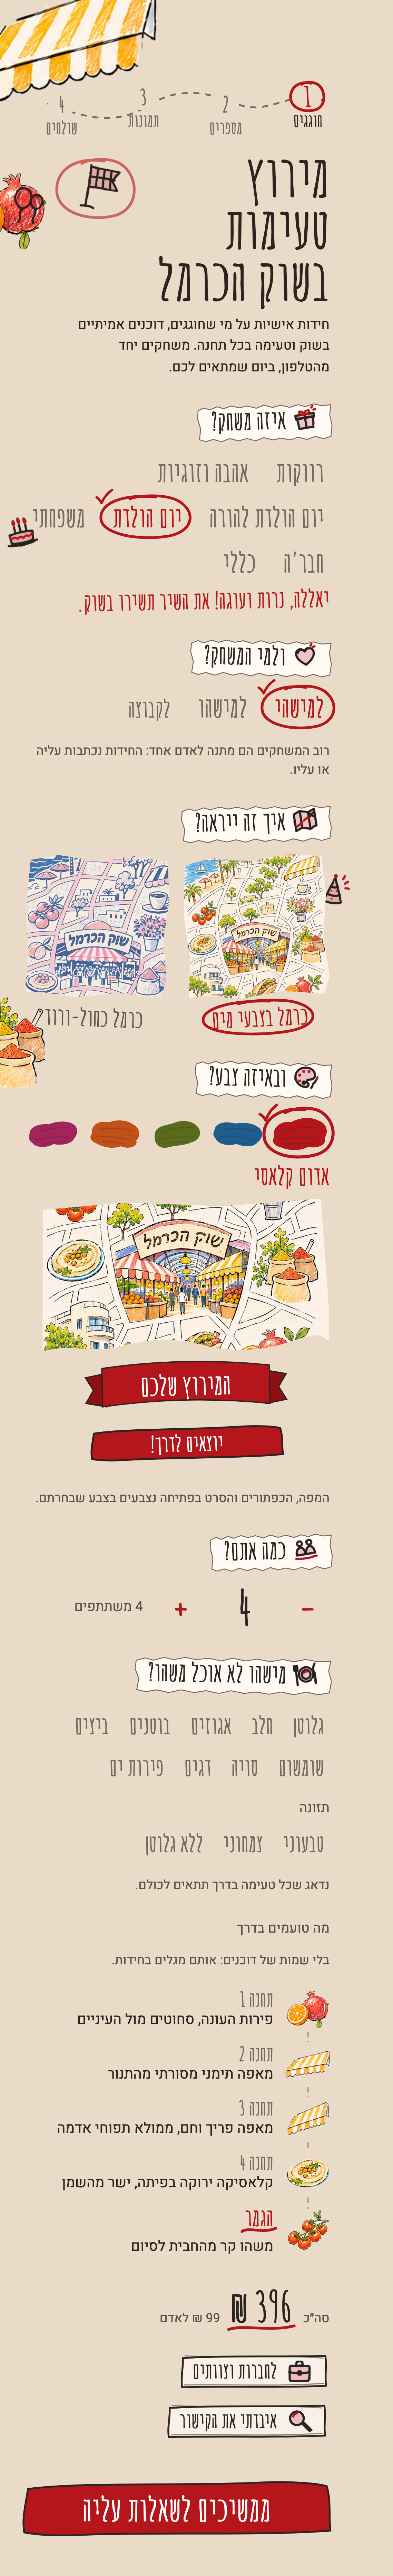 1
חוגגים
2
מספרים
3
תמונות
4
שולחים
מירוץ
טעימות
בשוק הכרמל
חידות אישיות על מי שחוגגים, דוכנים אמיתיים
בשוק וטעימה בכל תחנה. משחקים יחד
מהטלפון, ביום שמתאים לכם.
איזה משחק?
רווקות אהבה וזוגיות
יום הולדת להורה יום הולדת משפחתי
חבר'ה כללי
יאללה, נרות ועוגה! את השיר תשירו בשוק.
ולמי המשחק?
למישהי למישהו לקבוצה
רוב המשחקים הם מתנה לאדם אחד: החידות נכתבות עליה
או עליו.
איך זה ייראה?
שוק הכרמל
שוק הכרמל
כרמל בצבעי מים
כרמל כחול-ורוד
ובאיזה צבע?
אדום קלאסי
שוק הכרמל
המירוץ שלכם
יוצאים לדרך!
המפה, הכפתורים והסרט בפתיחה נצבעים בצבע שבחרתם.
כמה אתם?
− 4 + 4 משתתפים
מישהו לא אוכל משהו?
גלוטן חלב אגוזים בוטנים ביצים
שומשום סויה דגים פירות ים
תזונה
טבעוני צמחוני ללא גלוטן
נדאג שכל טעימה בדרך תתאים לכולם.
מה טועמים בדרך
בלי שמות של דוכנים: אותם מגלים בחידות.
תחנה 1
פירות העונה, סחוטים מול העיניים
תחנה 2
מאפה תימני מסורתי מהתנור
תחנה 3
מאפה פריך וחם, ממולא תפוחי אדמה
תחנה 4
קלאסיקה ירוקה בפיתה, ישר מהשמן
הגמר
משהו קר מהחבית לסיום
סה״כ 396 ₪ 99 ₪ לאדם
לחברות וצוותים
איבדתי את הקישור
ממשיכים לשאלות עליה